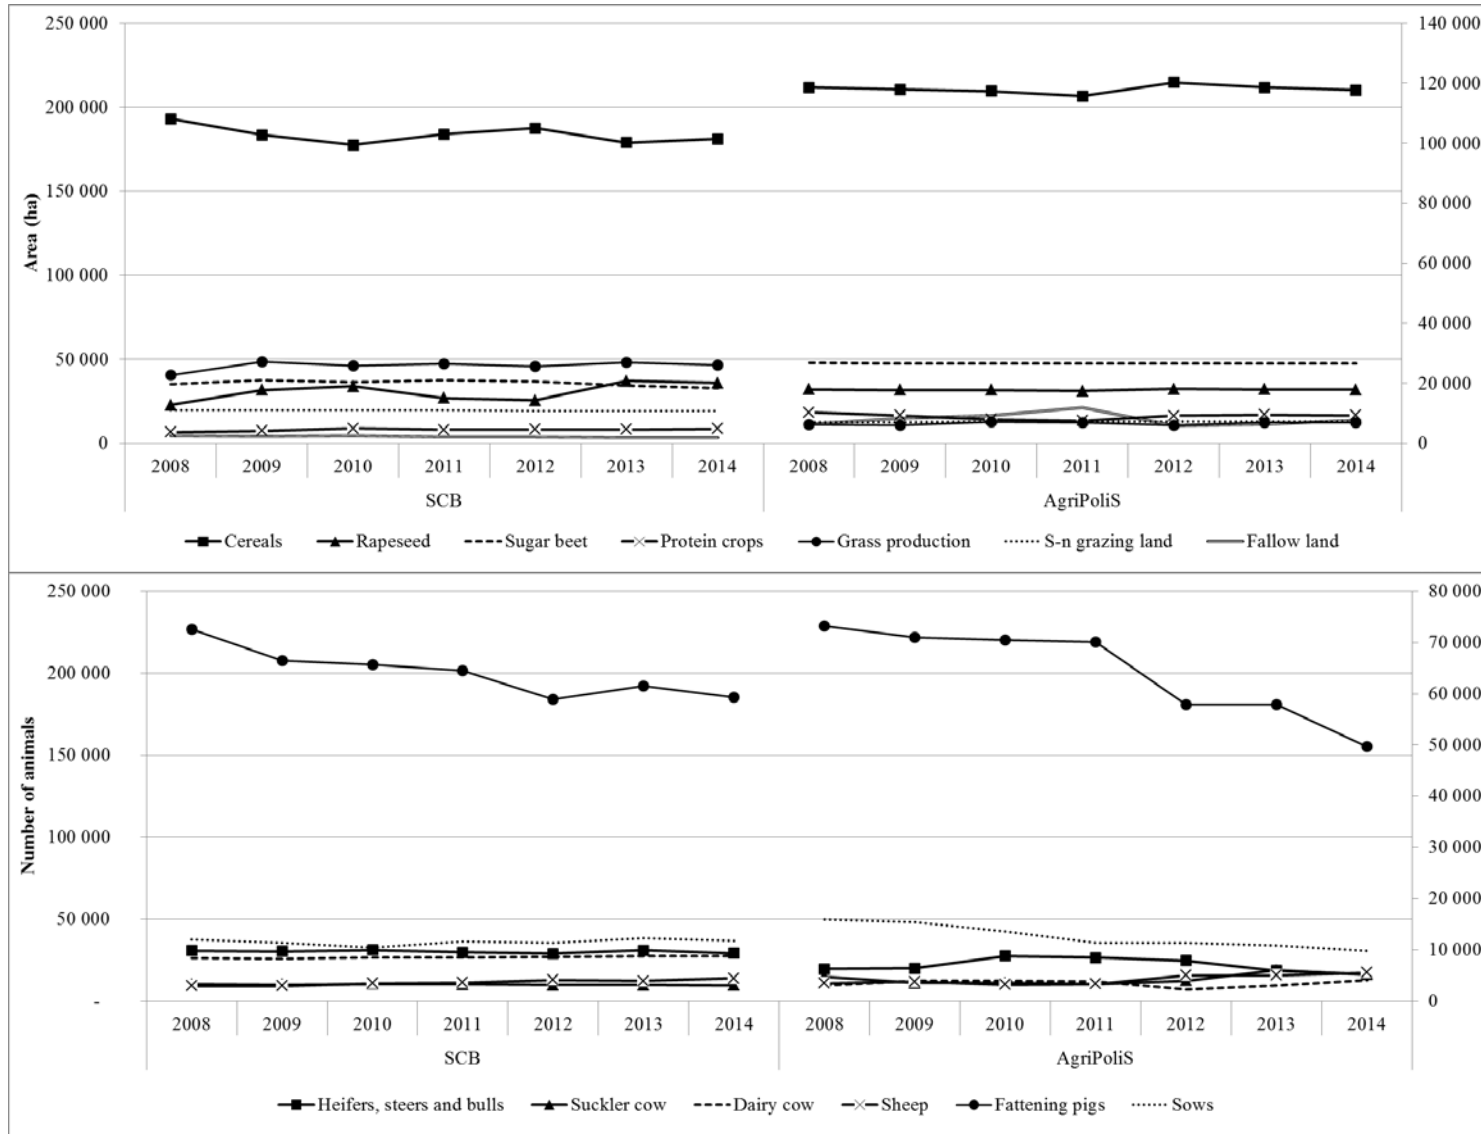 250 000 140 000
120 000
200 000
100 000
150 000
80 000
Area (ha)
100 000
60 000
40 000
50 000
20 000
0 0
2008 2009 2010 2011 2012 2013 2014 2008 2009 2010 2011 2012 2013 2014
SCB AgriPoliS
Cereals Rapeseed Sugar beet Protein crops Grass production S-n grazing land Fallow land
250 000 80 000
70 000
200 000
60 000
150 000
50 000
Number of animals
40 000
100 000
30 000
20 000
50 000
10 000
- 0
2008 2009 2010 2011 2012 2013 2014 2008 2009 2010 2011 2012 2013 2014
SCB AgriPoliS
Heifers, steers and bulls Suckler cow Dairy cow Sheep Fattening pigs Sows